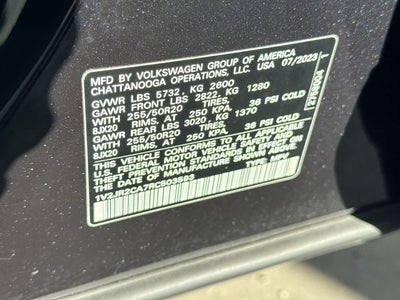 MFD. BY VOLKSWAGEN GROUP OF AMERICA
CHATTANOOGA OPERATIONS, LLC. USA 07/2023
GVWR LBS 5732, KG 2600
GAWR FRONT LBS 2822, KG 1280
WITH 255/50R20 TIRES,
8JX20 RIMS, AT 250 KPA, 36 PSI COLD
GAWR REAR LBS 3020, KG 1370
WITH 255/50R20 TIRES,
8JX20 RIMS, AT 250 KPA, 36 PSI COLD
THIS VEHICLE CONFORMS TO ALL APPLICABLE
FEDERAL MOTOR VEHICLE SAFETY STANDARDS
IN EFFECT ON THE DATE OF MANUFACTURE SHOWN ABOVE.
TYPE: MPV